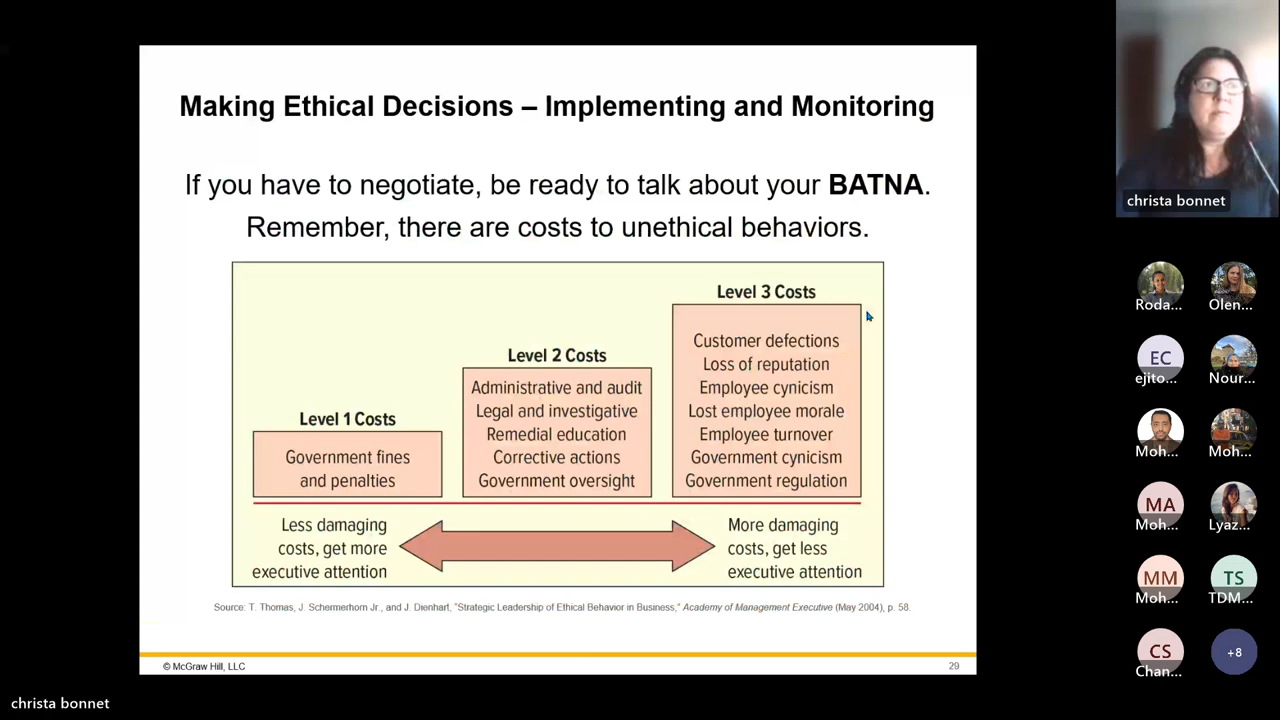 Making Ethical Decisions – Implementing and Monitoring
If you have to negotiate, be ready to talk about your BATNA.
Remember, there are costs to unethical behaviors.
Level 1 Costs
Government fines
and penalties
Level 2 Costs
Administrative and audit
Legal and investigative
Remedial education
Corrective actions
Government oversight
Level 3 Costs
Customer defections
Loss of reputation
Employee cynicism
Lost employee morale
Employee turnover
Government cynicism
Government regulation
Less damaging
costs, get more
executive attention
More damaging
costs, get less
executive attention
Source: T. Thomas, J. Schermerhorn Jr., and J. Dienhart, "Strategic Leadership of Ethical Behavior in Business," Academy of Management Executive (May 2004), p. 58.
© McGraw Hill, LLC
29
christa bonnet
christa bonnet
Roda...
Olen...
EC
ejito...
Nour...
Moh...
Moh...
MA
Moh...
Lyaz...
MM
Moh...
TS
TDM...
CS
Chan...
+8